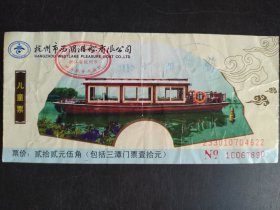 杭州市西湖游船有限公司
HANGZHOU WESTLAKE PLEASURE BOAT CO.,LTD
儿童票
233010704622
票价：贰拾贰元伍角（包括三潭门票壹拾元）
No